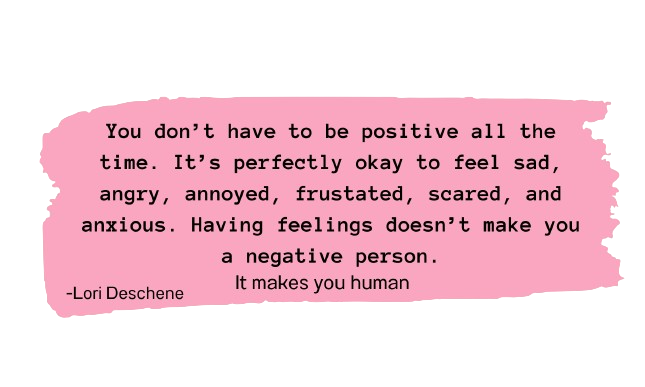 You don’t have to be positive all the
time. It’s perfectly okay to feel sad,
angry, annoyed, frustated, scared, and
anxious. Having feelings doesn’t make you
a negative person.
It makes you human
-Lori Deschene